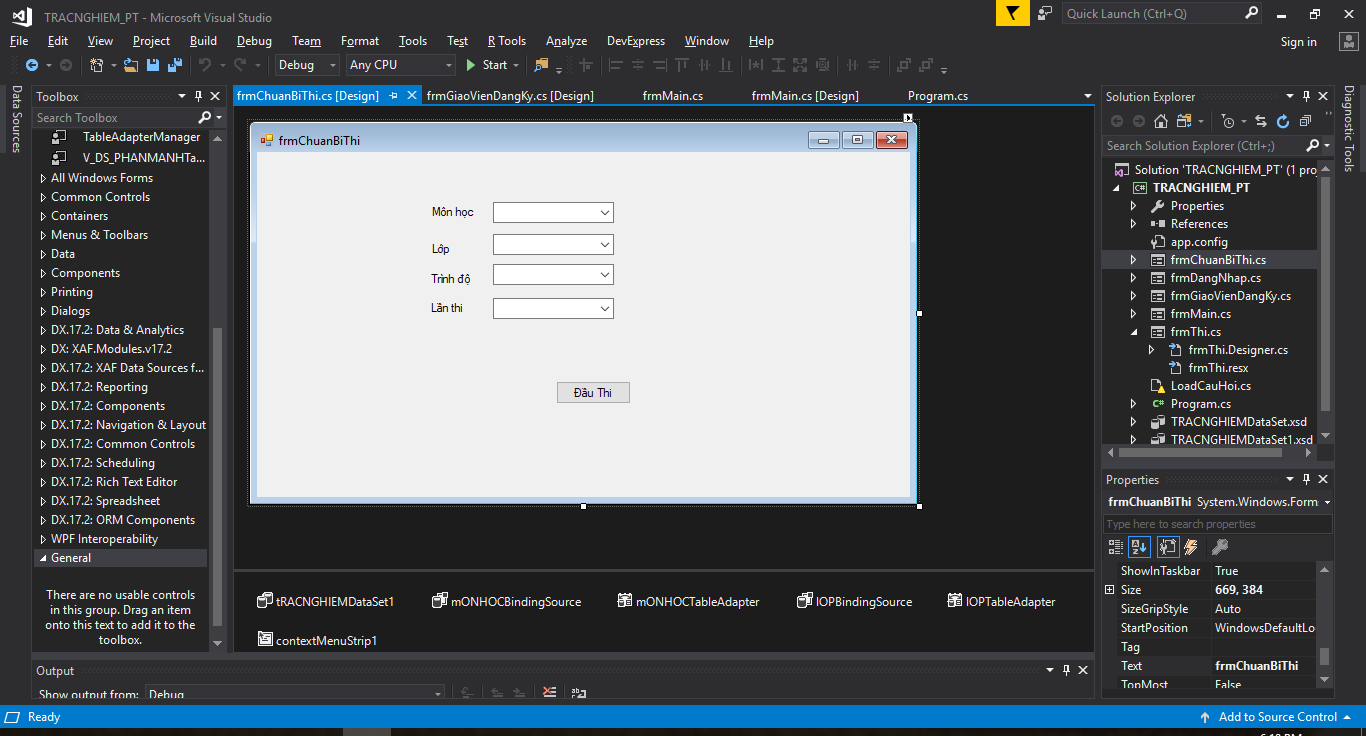 TRACNGHIEM_PT - Microsoft Visual Studio
Quick Launch (Ctrl+Q)
File Edit View Project Build Debug Team Format Tools Test R Tools Analyze DevExpress Window Help
Sign in
Debug Any CPU Start
Data Sources
Toolbox
Search Toolbox
TableAdapterManager
V_DS_PHANMANHTa...
All Windows Forms
Common Controls
Containers
Menus & Toolbars
Data
Components
Printing
Dialogs
DX.17.2: Data & Analytics
DX: XAF.Modules.v17.2
DX.17.2: XAF Data Sources f...
DX.17.2: Reporting
DX.17.2: Components
DX.17.2: Navigation & Layout
DX.17.2: Common Controls
DX.17.2: Scheduling
DX.17.2: Rich Text Editor
DX.17.2: Spreadsheet
DX.17.2: ORM Components
WPF Interoperability
General
There are no usable controls
in this group. Drag an item
onto this text to add it to the
toolbox.
frmChuanBiThi.cs [Design] frmGiaoVienDangKy.cs [Design] frmMain.cs frmMain.cs [Design] Program.cs
frmChuanBiThi
Môn học
Lớp
Trình độ
Lần thi
Đầu Thi
tRACNGHIEMDataSet1 mONHOCBindingSource mONHOCTableAdapter lOPBindingSource lOPTableAdapter
contextMenuStrip1
Output
Show output from: Debug
Solution Explorer
Search Solution Explorer (Ctrl+;)
Solution 'TRACNGHIEM_PT' (1 pro
TRACNGHIEM_PT
Properties
References
app.config
frmChuanBiThi.cs
frmDangNhap.cs
frmGiaoVienDangKy.cs
frmMain.cs
frmThi.cs
frmThi.Designer.cs
frmThi.resx
LoadCauHoi.cs
Program.cs
TRACNGHIEMDataSet.xsd
TRACNGHIEMDataSet1.xsd
Diagnostic Tools
Properties
frmChuanBiThi System.Windows.Form
Type here to search properties
ShowInTaskbar True
Size 669, 384
SizeGripStyle Auto
StartPosition WindowsDefaultLo
Tag
Text frmChuanBiThi
TopMost False
Ready
Add to Source Control